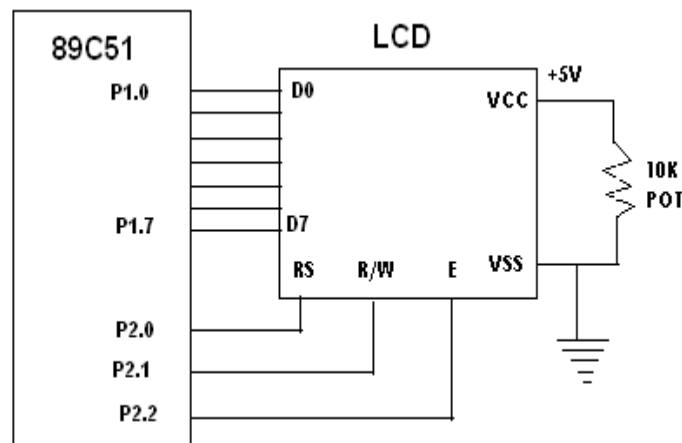 89C51
LCD
P1.0
D0
+5V
VCC
10K
POT
P1.7
D7
RS
R/W
E
VSS
P2.0
P2.1
P2.2